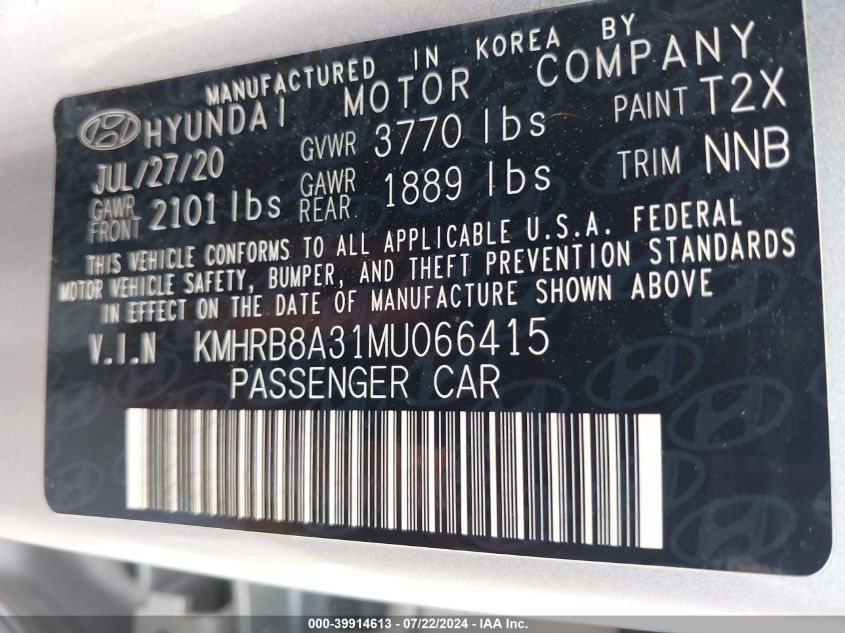 MANUFACTURED IN KOREA BY
HYUNDAI MOTOR COMPANY
JUL/27/20 GVWR 3770 lbs PAINT T2X
GAWR FRONT 2101 lbs GAWR REAR 1889 lbs TRIM NNB
THIS VEHICLE CONFORMS TO ALL APPLICABLE U.S.A. FEDERAL
MOTOR VEHICLE SAFETY, BUMPER, AND THEFT PREVENTION STANDARDS
IN EFFECT ON THE DATE OF MANUFACTURE SHOWN ABOVE
V.I.N KMHRB8A31MU066415
PASSENGER CAR
000-39914613 - 07/22/2024 - IAAI.com